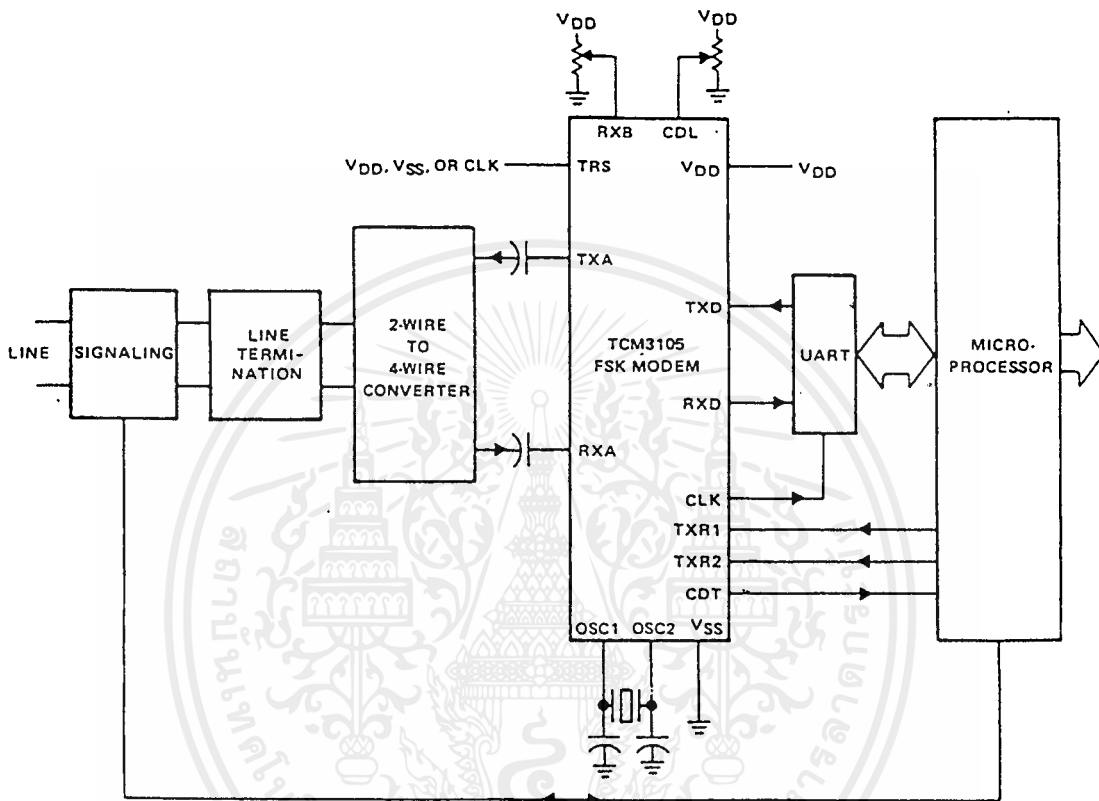 VDD
VDD
RXB
CDL
VDD, VSS, OR CLK
TRS
VDD
VDD
TXA
TXD
2-WIRE
TO
4-WIRE
CONVERTER
TCM3105
FSK MODEM
UART
MICRO-
PROCESSOR
LINE
SIGNALING
LINE
TERMI-
NATION
RXD
RXA
CLK
TXR1
TXR2
CDT
OSC1
OSC2
VSS